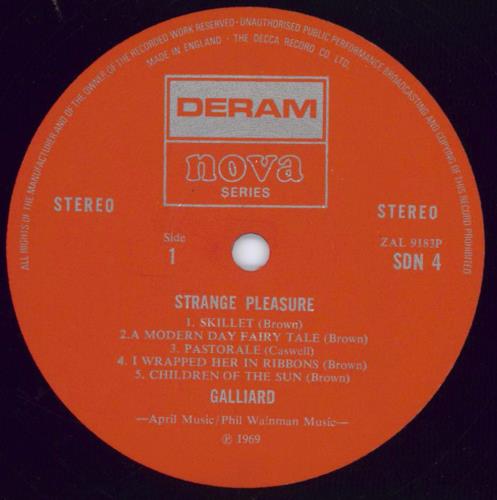 ALL RIGHTS OF THE MANUFACTURER AND OF THE OWNER OF THE RECORDED WORK RESERVED · UNAUTHORISED PUBLIC PERFORMANCE BROADCASTING AND COPYING OF THIS RECORD PROHIBITED
MADE IN ENGLAND · THE DECCA RECORD CO LTD.
DERAM
nova
SERIES
STEREO
STEREO
Side
1
ZAL 9183P
SDN 4
STRANGE PLEASURE
1. SKILLET (Brown)
2.A MODERN DAY FAIRY TALE (Brown)
3. PASTORALE (Caswell)
4. I WRAPPED HER IN RIBBONS (Brown)
5. CHILDREN OF THE SUN (Brown)
GALLIARD
—April Music/Phil Wainman Music—
℗ 1969